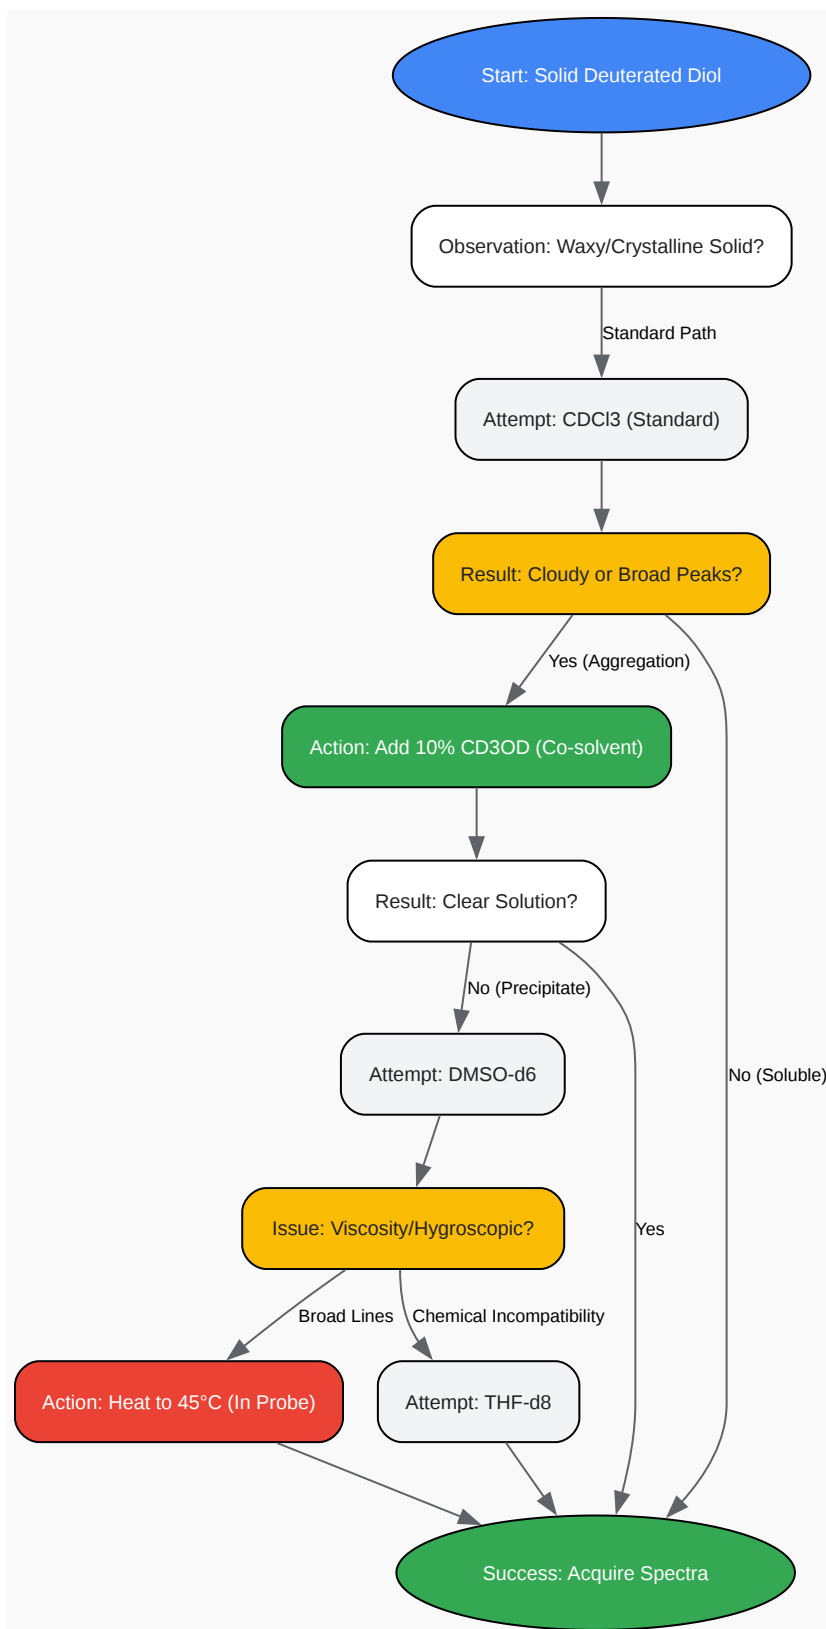 Start: Solid Deuterated Diol
Observation: Waxy/Crystalline Solid?
Standard Path
Attempt: CDCl3 (Standard)
Result: Cloudy or Broad Peaks?
Yes (Aggregation)
Action: Add 10% CD3OD (Co-solvent)
Result: Clear Solution?
No (Precipitate)
Attempt: DMSO-d6
No (Soluble)
Issue: Viscosity/Hygroscopic?
Yes
Broad Lines
Chemical Incompatibility
Action: Heat to 45°C (In Probe)
Attempt: THF-d8
Success: Acquire Spectra